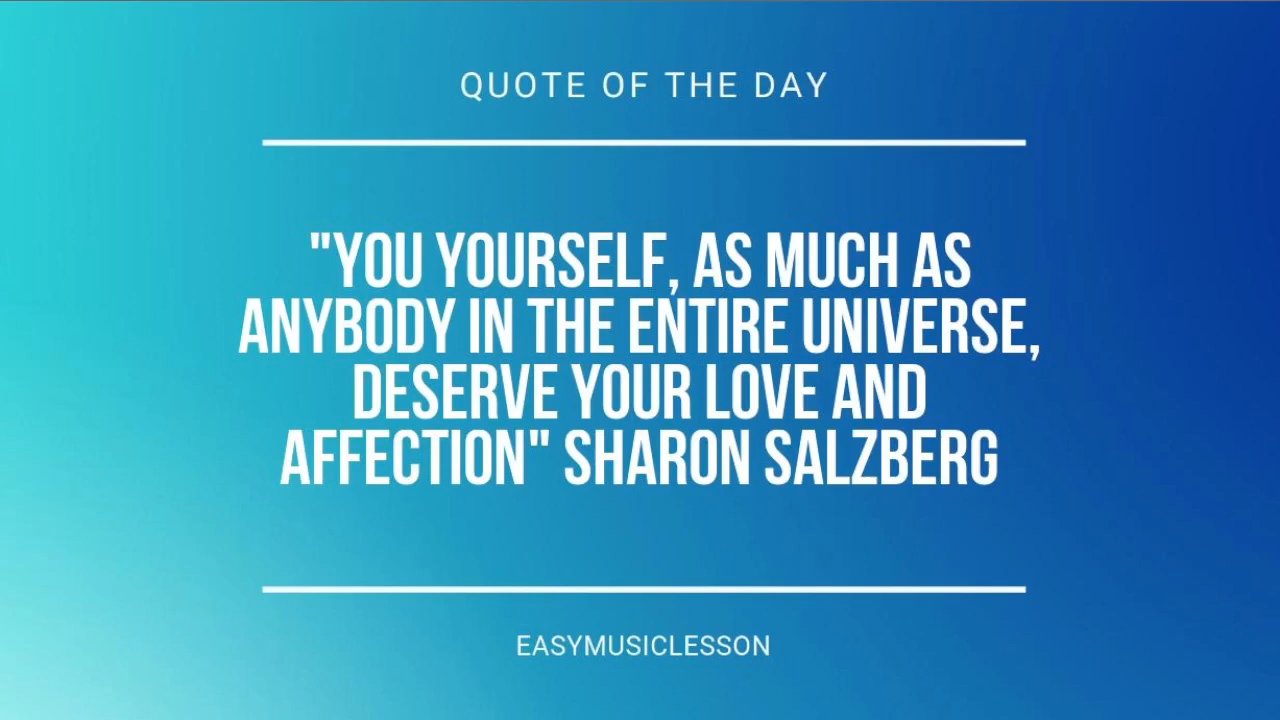 QUOTE OF THE DAY
"YOU YOURSELF, AS MUCH AS
ANYBODY IN THE ENTIRE UNIVERSE,
DESERVE YOUR LOVE AND
AFFECTION" SHARON SALZBERG
EASYMUSICLESSON